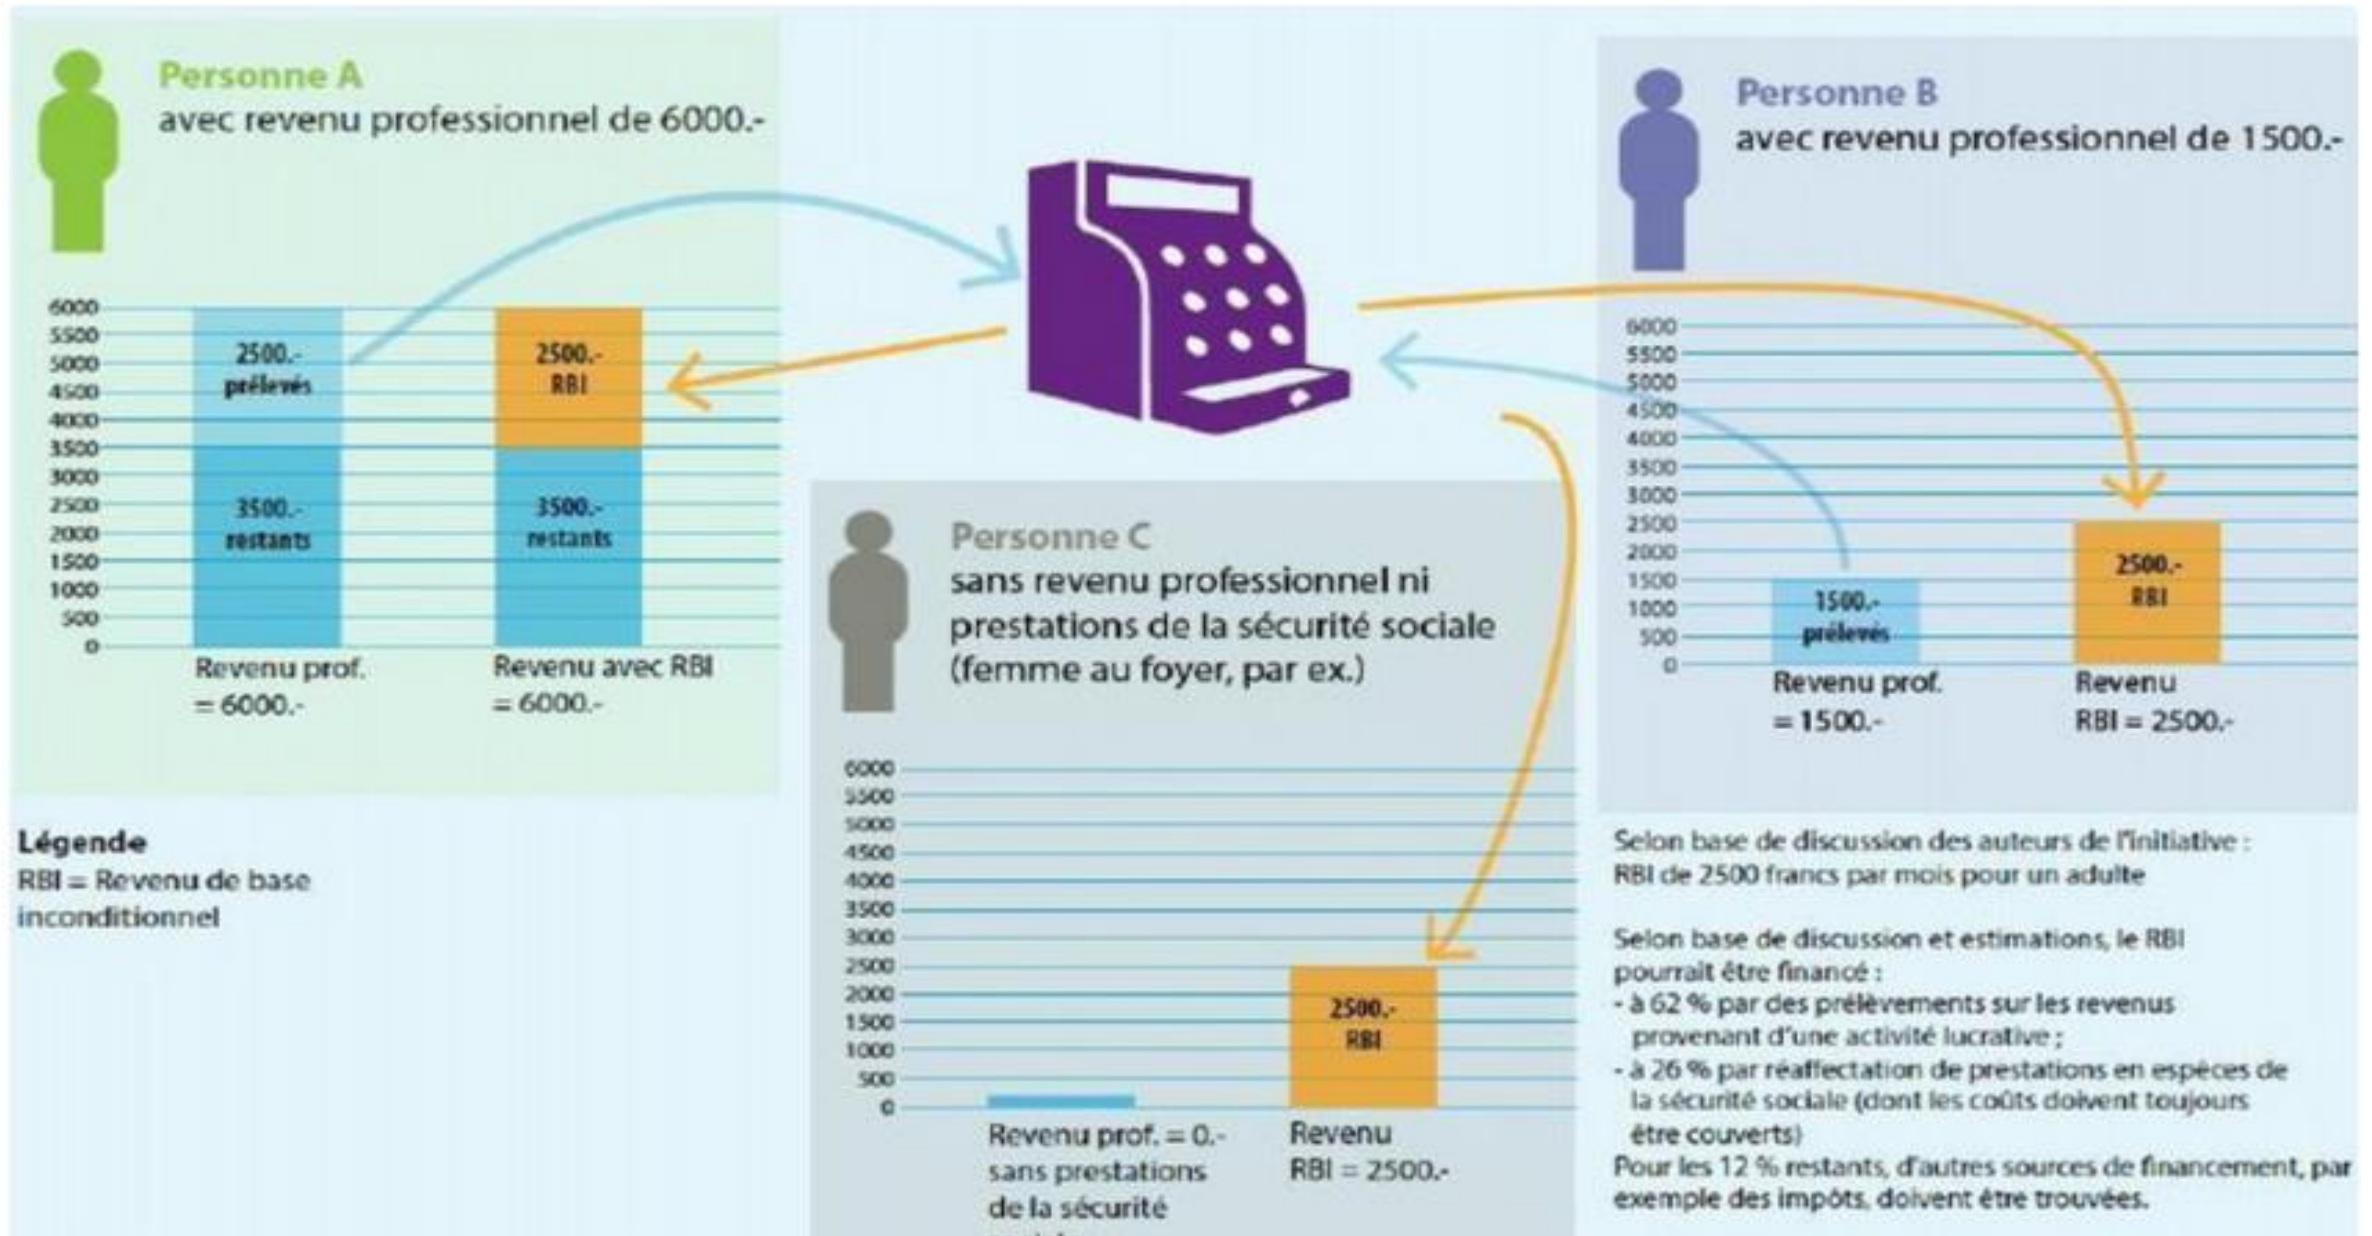 Personne A
avec revenu professionnel de 6000.-
6000
5500
5000
4500
4000
3500
3000
2500
2000
1500
1000
500
0
2500.-
prélevés
3500.-
restants
2500.-
RBI
3500.-
restants
Revenu prof.
= 6000.-
Revenu avec RBI
= 6000.-
Légende
RBI = Revenu de base
inconditionnel
Personne C
sans revenu professionnel ni
prestations de la sécurité sociale
(femme au foyer, par ex.)
6000
5500
5000
4500
4000
3500
3000
2500
2000
1500
1000
500
0
2500.-
RBI
Revenu prof. = 0.-
sans prestations
de la sécurité
Revenu
RBI = 2500.-
Personne B
avec revenu professionnel de 1500.-
6000
5500
5000
4500
4000
3500
3000
2500
2000
1500
1000
500
0
1500.-
prélevés
2500.-
RBI
Revenu prof.
= 1500.-
Revenu
RBI = 2500.-
Selon base de discussion des auteurs de l'initiative :
RBI de 2500 francs par mois pour un adulte
Selon base de discussion et estimations, le RBI
pourrait être financé :
- à 62 % par des prélèvements sur les revenus
provenant d'une activité lucrative ;
- à 26 % par réaffectation de prestations en espèces de
la sécurité sociale (dont les coûts doivent toujours
être couverts)
Pour les 12 % restants, d'autres sources de financement, par
exemple des impôts, doivent être trouvées.